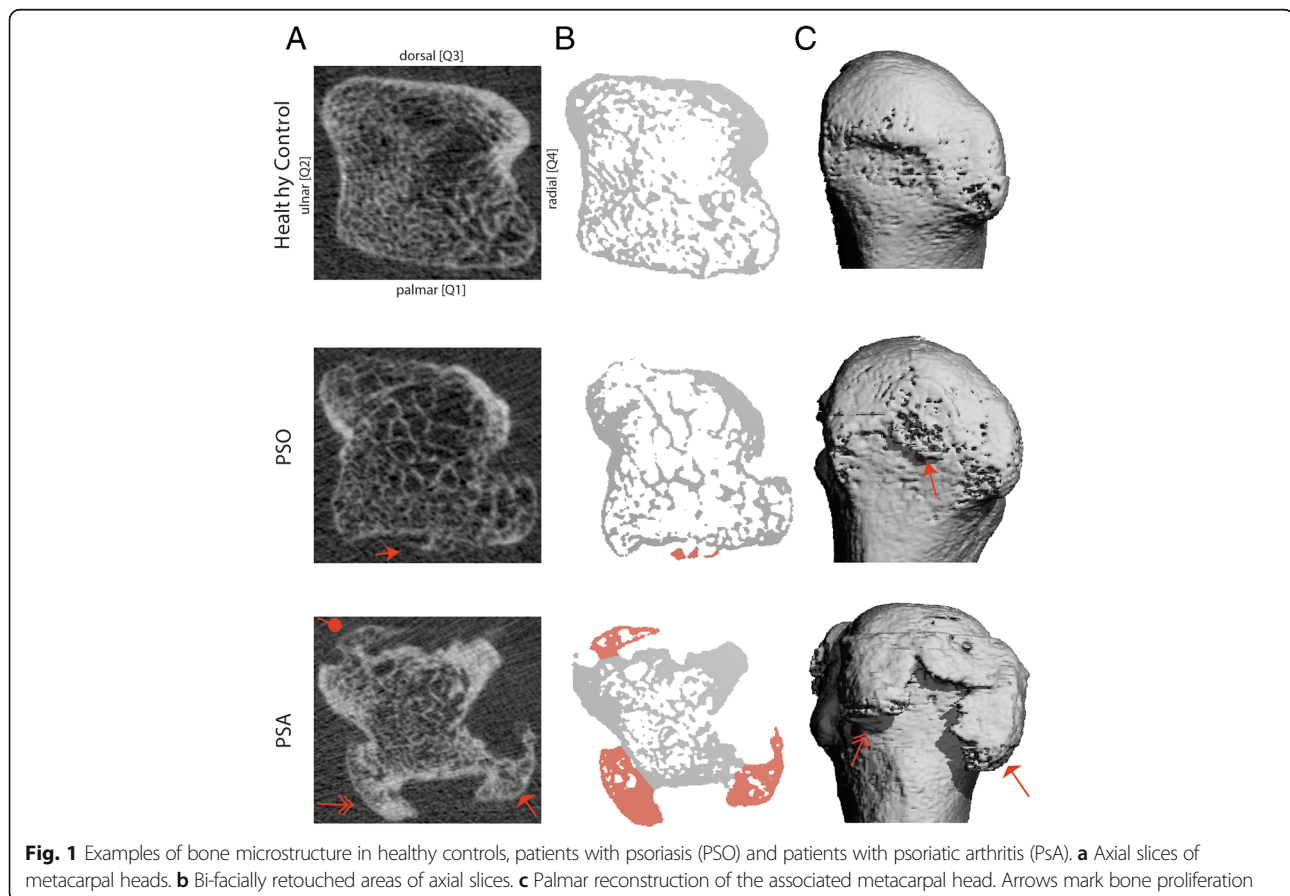 A
B
C
dorsal [Q3]
Healthy Control
ulnar [Q2]
radial [Q4]
palmar [Q1]
PSO
PSA
Fig. 1 Examples of bone microstructure in healthy controls, patients with psoriasis (PSO) and patients with psoriatic arthritis (PsA). a Axial slices of
metacarpal heads. b Bi-facially retouched areas of axial slices. c Palmar reconstruction of the associated metacarpal head. Arrows mark bone proliferation